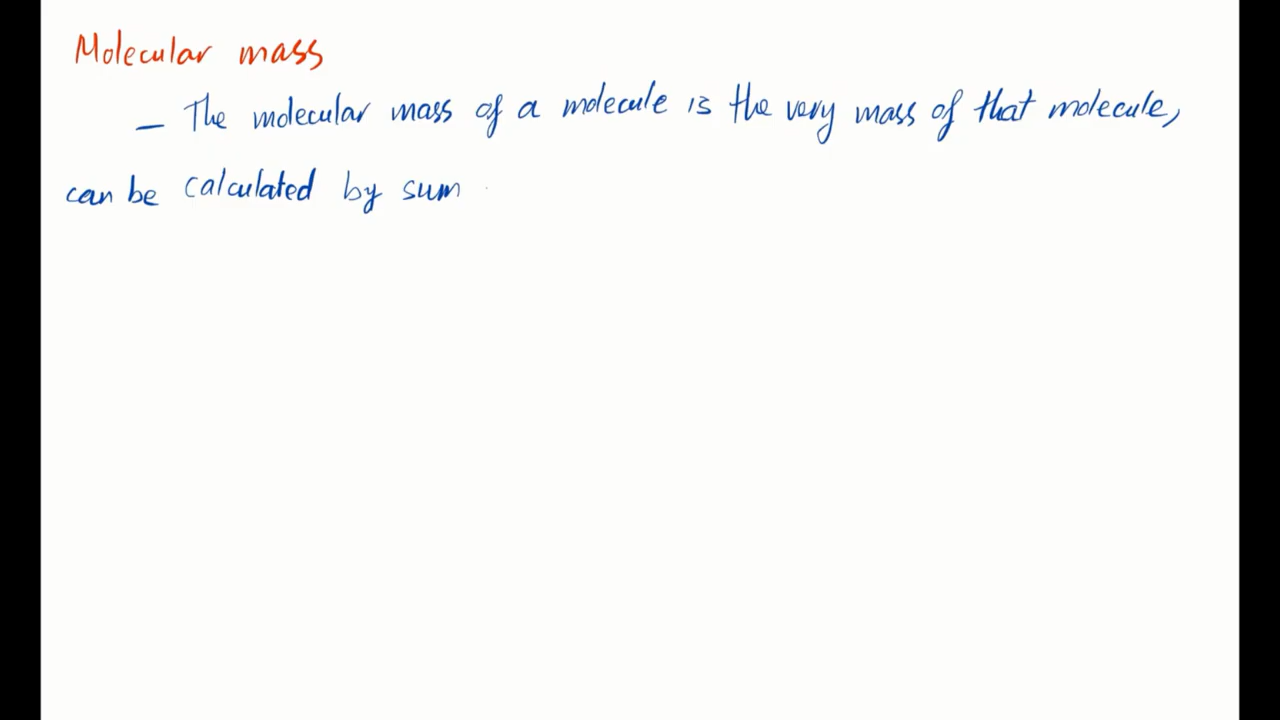 Molecular mass
– The molecular mass of a molecule is the very mass of that molecule,
can be calculated by sum